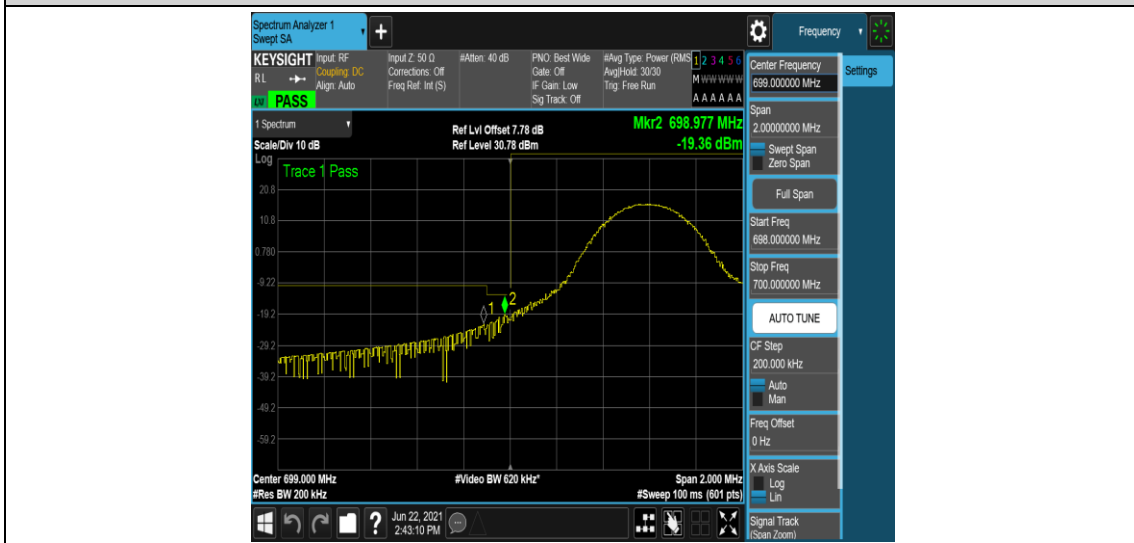 Spectrum Analyzer 1
Swept SA
+
Frequency
KEYSIGHT
RL
LXI
PASS
Input: RF
Coupling: DC
Align: Auto
Input Z: 50 Ω
Corrections: Off
Freq Ref: Int (S)
#Atten: 40 dB
PNO: Best Wide
Gate: Off
IF Gain: Low
Sig Track: Off
#Avg Type: Power (RMS
Avg|Hold: 30/30
Trig: Free Run
1 2 3 4 5 6
M W W W W W
A A A A A A
1 Spectrum
Scale/Div 10 dB
Ref Lvl Offset 7.78 dB
Ref Level 30.78 dBm
Mkr2 698.977 MHz
-19.36 dBm
Log
Trace 1 Pass
20.8
10.8
0.780
-9.22
-19.2
-29.2
-39.2
-49.2
-59.2
1
2
Center 699.000 MHz
#Video BW 620 kHz*
Span 2.000 MHz
#Res BW 200 kHz
#Sweep 100 ms (601 pts)
?
Jun 22, 2021
2:43:10 PM
Center Frequency
699.000000 MHz
Settings
Span
2.00000000 MHz
Swept Span
Zero Span
Full Span
Start Freq
698.000000 MHz
Stop Freq
700.000000 MHz
AUTO TUNE
CF Step
200.000 kHz
Auto
Man
Freq Offset
0 Hz
X Axis Scale
Log
Lin
Signal Track
(Span Zoom)